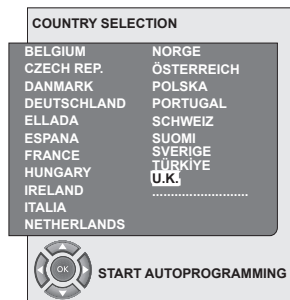 COUNTRY SELECTION
BELGIUM
CZECH REP.
DANMARK
DEUTSCHLAND
ELLADA
ESPANA
FRANCE
HUNGARY
IRELAND
ITALIA
NETHERLANDS
NORGE
ÖSTERREICH
POLSKA
PORTUGAL
SCHWEIZ
SUOMI
SVERIGE
TÜRKİYE
U.K.
...........................
OK
START AUTOPROGRAMMING